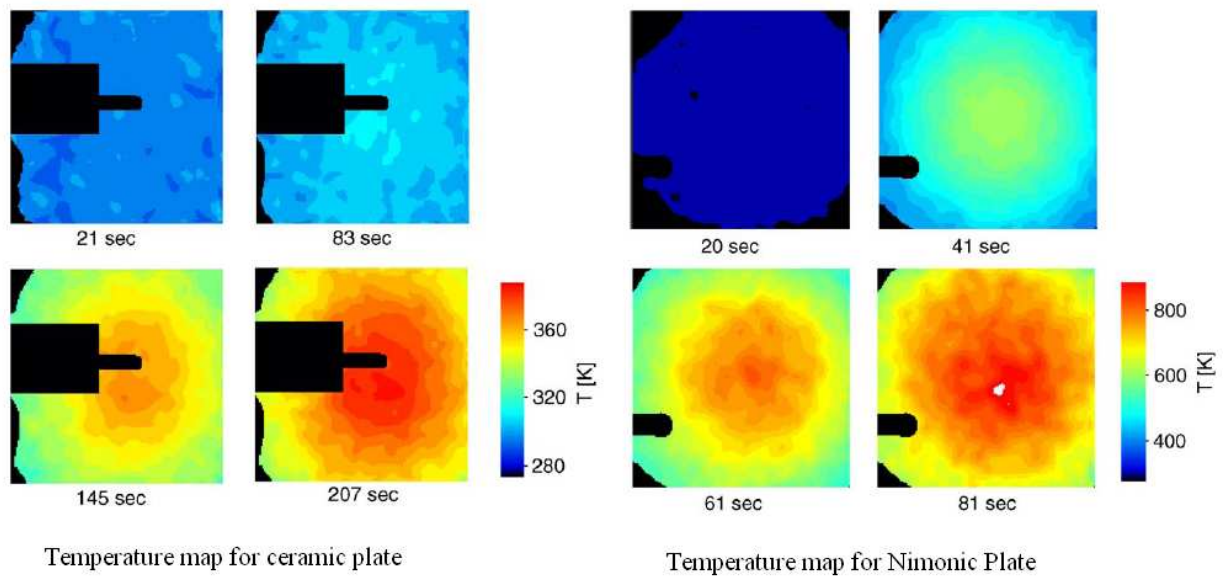 21 sec
83 sec
145 sec
207 sec
360
320
280
T [K]
Temperature map for ceramic plate
20 sec
41 sec
61 sec
81 sec
800
600
400
T [K]
Temperature map for Nimonic Plate